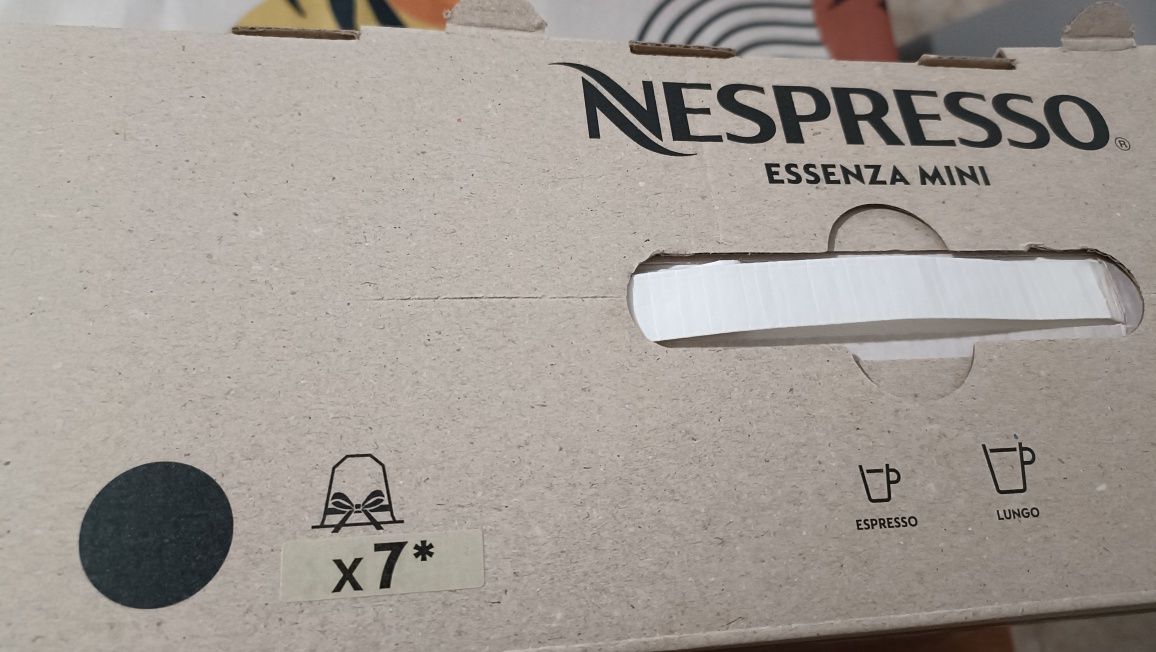 NESPRESSO®
ESSENZA MINI
x7*
ESPRESSO
LUNGO